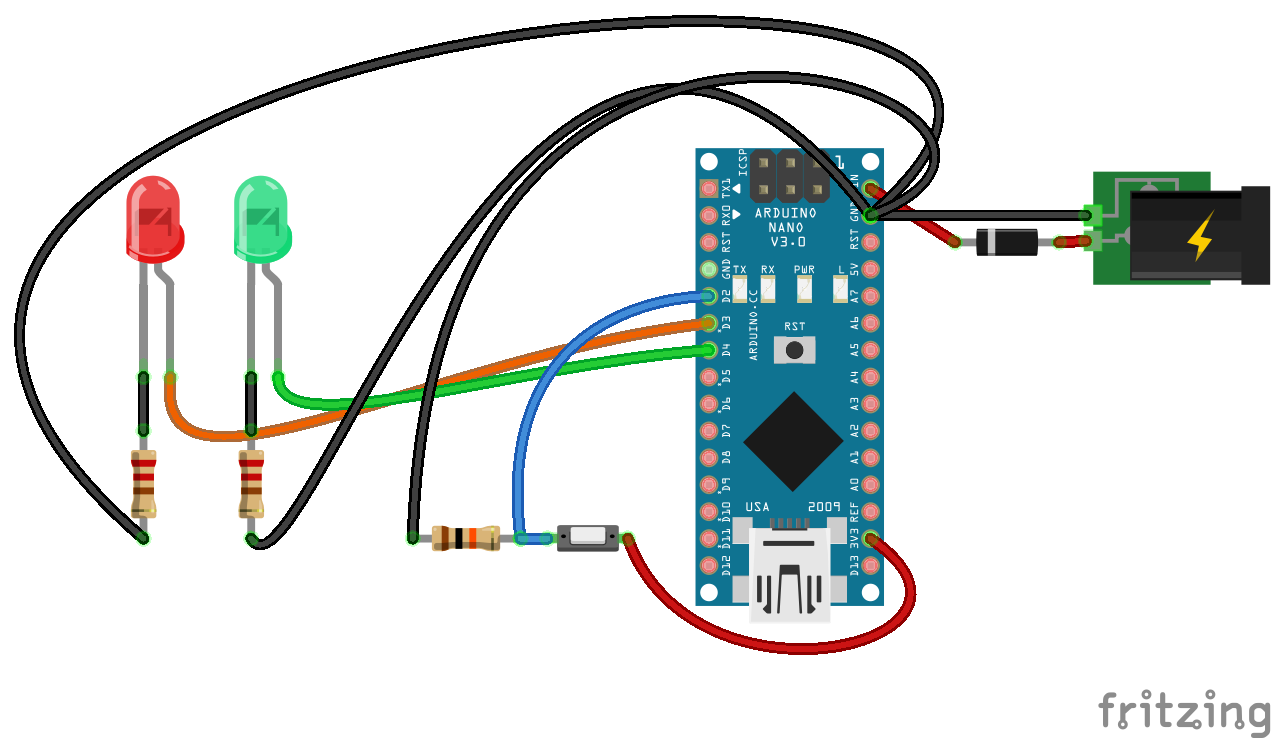 ICSP
1
TX1
VIN
RX0
GND
ARDUINO
NANO
V3.0
RST
RST
GND
5V
TX RX PWR L
D2
A7
ARDUINO.CC
D3
A6
RST
D4
A5
D5
A4
D6
A3
D7
A2
D8
A1
D9
A0
D10
REF
USA 2009
D11
3V3
D12
D13
fritzing